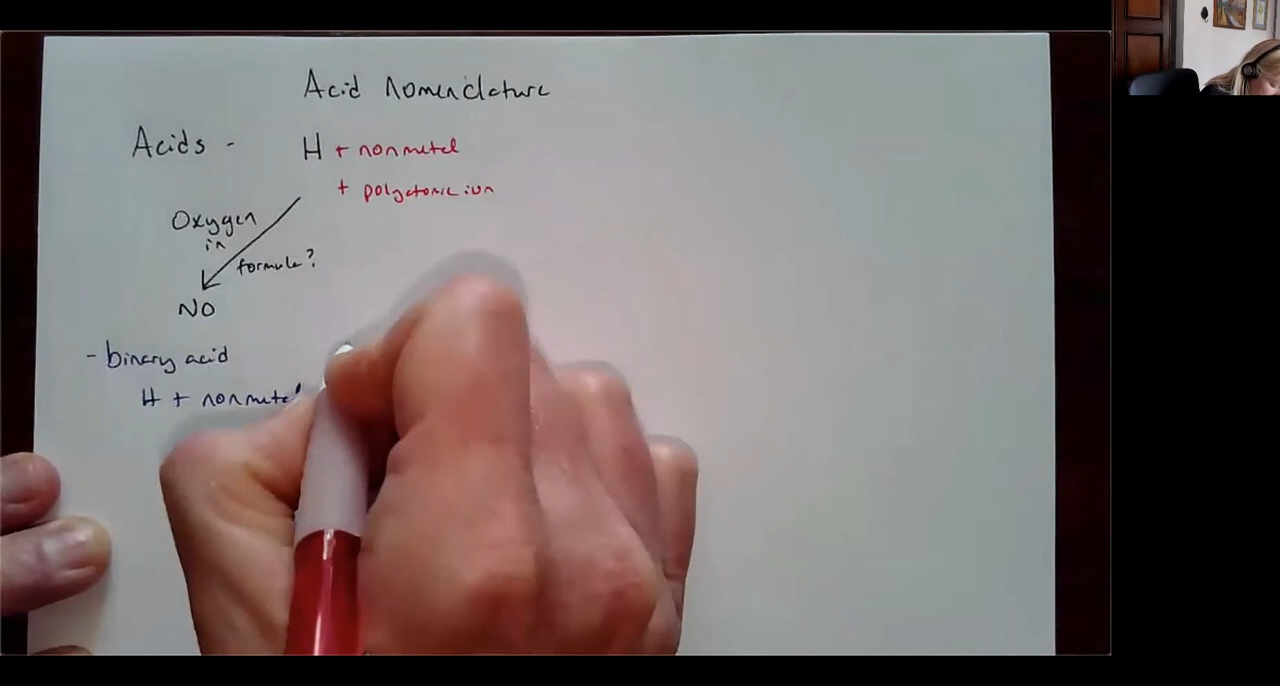 Acid nomenclature
Acids - H + nonmetal
+ polyatomic ion
Oxygen
in
formula?
NO
- binary acid
H + nonmetal